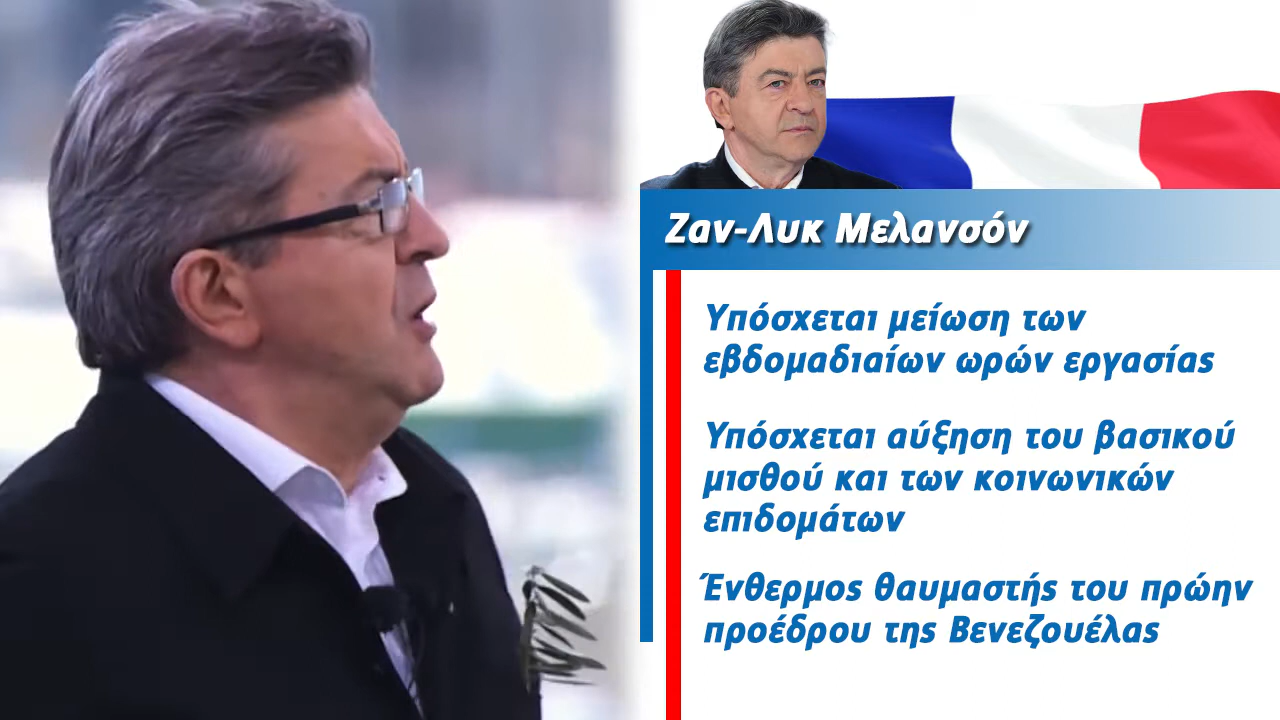 Ζαν-Λυκ Μελανσόν
Υπόσχεται μείωση των
εβδομαδιαίων ωρών εργασίας
Υπόσχεται αύξηση του βασικού
μισθού και των κοινωνικών
επιδομάτων
Ένθερμος θαυμαστής του πρώην
προέδρου της Βενεζουέλας